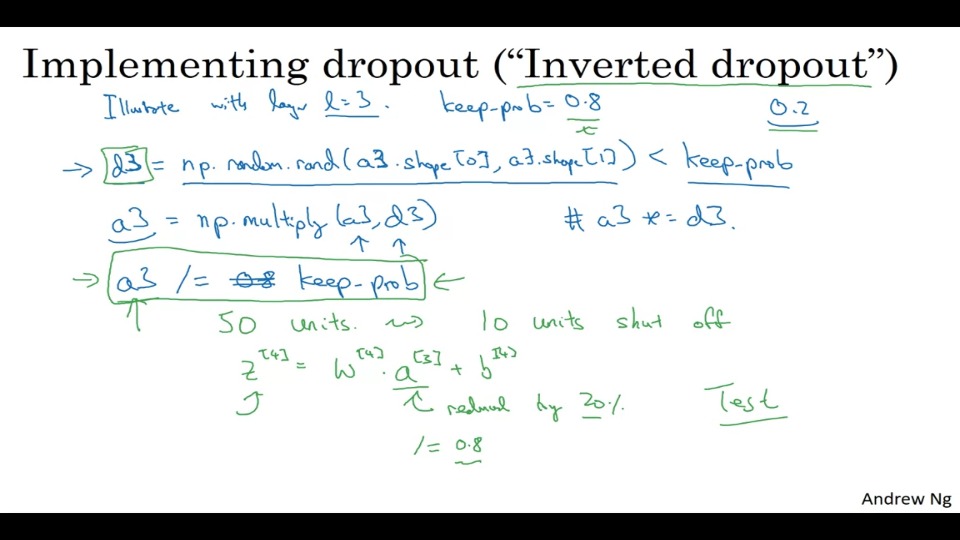 Implementing dropout (“Inverted dropout”)
Illustrate with layer l=3. keep-prob= 0.8 0.2
→ d3 = np.random.rand(a3.shape[0], a3.shape[1]) < keep-prob
a3 = np.multiply(a3, d3) # a3 *= d3.
→ a3 /= 0.8 keep-prob ←
50 units. ⇝ 10 units shut off
z[4] = W[4] · a[3] + b[4]
reduced by 20%. Test
/= 0.8
Andrew Ng